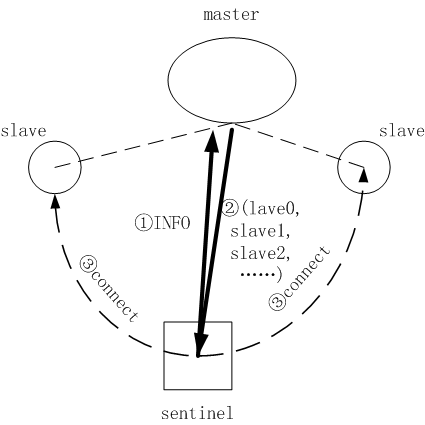 master
slave
slave
①INFO
②(lave0,
slave1,
slave2,
……)
③connect
③connect
sentinel